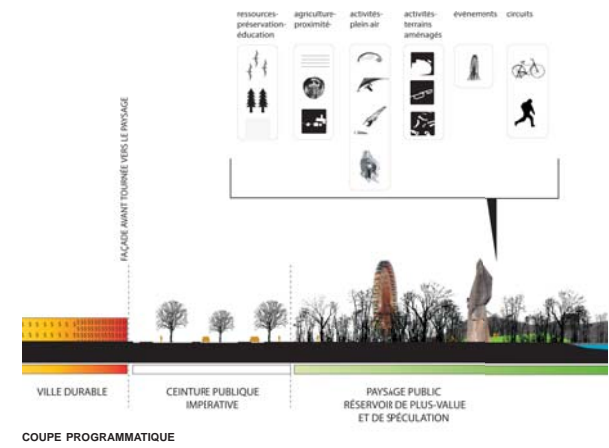 ressources-
préservation-
éducation
agriculture-
proximité-
activités-
plein air
activités-
terrains
aménagés
événements
circuits
FAÇADE AVANT TOURNÉE VERS LE PAYSAGE
VILLE DURABLE
CEINTURE PUBLIQUE
IMPÉRATIVE
PAYSAGE PUBLIC
RÉSERVOIR DE PLUS-VALUE
ET DE SPÉCULATION
COUPE PROGRAMMATIQUE